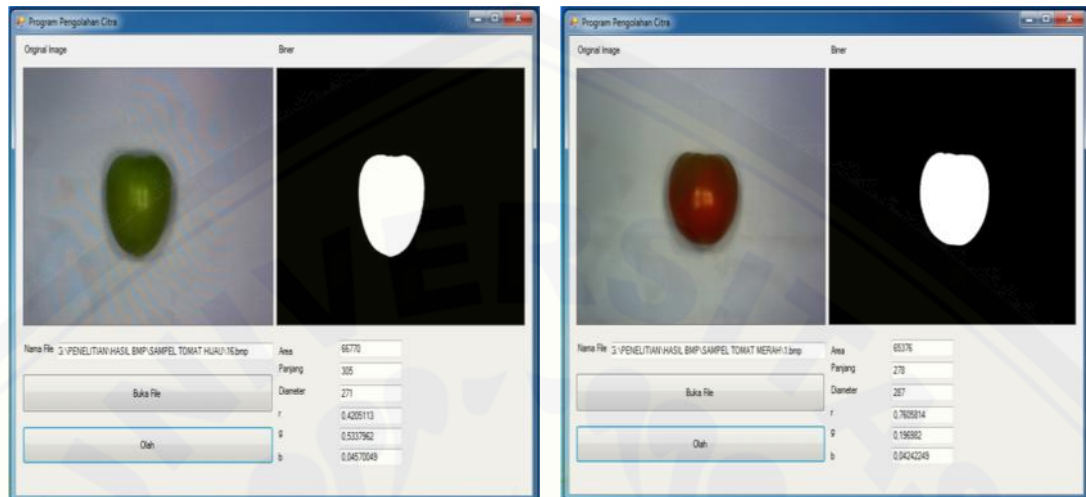 Program Pengolahan Citra
Original Image Biner
Nama File G:\PENELITIAN\HASIL BMP\SAMPEL TOMAT HIJAU\16.bmp
Buka File
Olah
Area 66770
Panjang 305
Diameter 271
r 0,4205113
g 0,5337962
b 0,04570049
Program Pengolahan Citra
Original Image Biner
Nama File G:\PENELITIAN\HASIL BMP\SAMPEL TOMAT MERAH\1.bmp
Buka File
Olah
Area 65376
Panjang 278
Diameter 287
r 0,7605814
g 0,196982
b 0,04242249
UNIVERSITAS